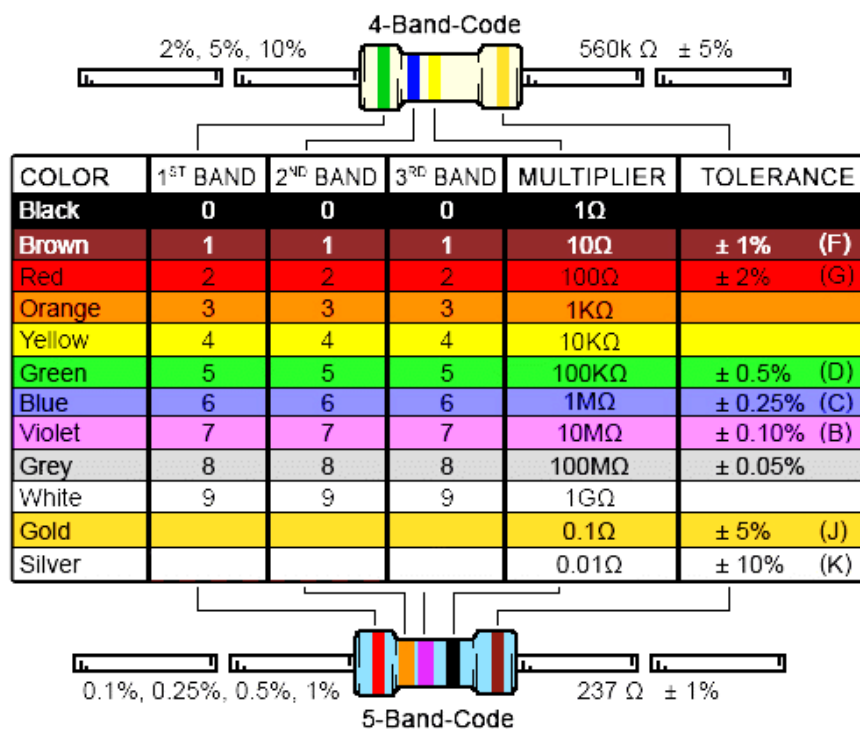 4-Band-Code
2%, 5%, 10% 560k Ω ± 5%
COLOR 1ST BAND 2ND BAND 3RD BAND MULTIPLIER TOLERANCE
Black 0 0 0 1Ω
Brown 1 1 1 10Ω ± 1% (F)
Red 2 2 2 100Ω ± 2% (G)
Orange 3 3 3 1KΩ
Yellow 4 4 4 10KΩ
Green 5 5 5 100KΩ ± 0.5% (D)
Blue 6 6 6 1MΩ ± 0.25% (C)
Violet 7 7 7 10MΩ ± 0.10% (B)
Grey 8 8 8 100MΩ ± 0.05%
White 9 9 9 1GΩ
Gold 0.1Ω ± 5% (J)
Silver 0.01Ω ± 10% (K)
0.1%, 0.25%, 0.5%, 1% 237 Ω ± 1%
5-Band-Code